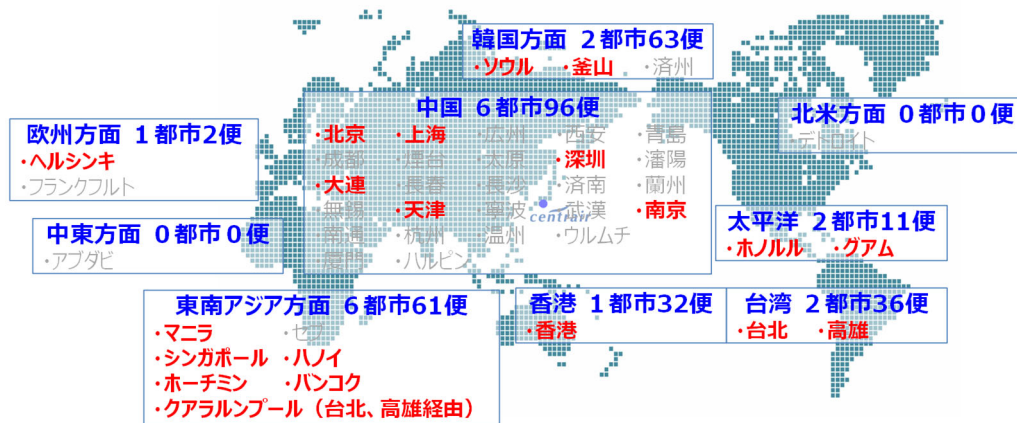 韓国方面 2都市63便
・ソウル ・釜山 ・済州
中国 6都市96便
・北京 ・上海 ・広州 ・西安 ・青島
・成都 ・煙台 ・太原 ・深圳 ・瀋陽
・大連 ・長春 ・長沙 ・済南 ・蘭州
・無錫 ・天津 ・寧波 ・武漢 ・南京
・南通 ・杭州 ・温州 ・ウルムチ
・厦門 ・ハルビン
centrair
北米方面 0都市0便
・デトロイト
欧州方面 1都市2便
・ヘルシンキ
・フランクフルト
中東方面 0都市0便
・アブダビ
太平洋 2都市11便
・ホノルル ・グアム
東南アジア方面 6都市61便
・マニラ ・セブ
・シンガポール ・ハノイ
・ホーチミン ・バンコク
・クアラルンプール(台北、高雄経由)
香港 1都市32便
・香港
台湾 2都市36便
・台北 ・高雄